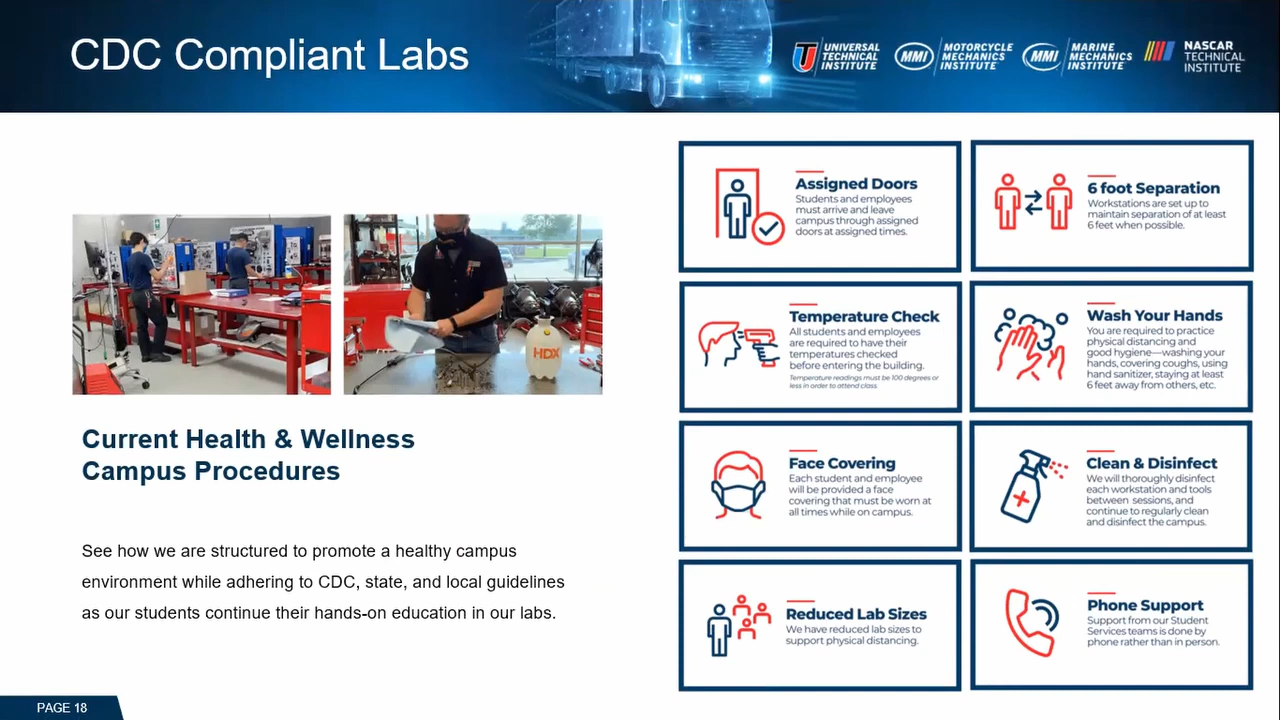 CDC Compliant Labs
UNIVERSAL
TECHNICAL
INSTITUTE
MMI
MOTORCYCLE
MECHANICS
INSTITUTE
MMI
MARINE
MECHANICS
INSTITUTE
NASCAR
TECHNICAL
INSTITUTE
HDX
Current Health & Wellness
Campus Procedures
See how we are structured to promote a healthy campus
environment while adhering to CDC, state, and local guidelines
as our students continue their hands-on education in our labs.
Assigned Doors
Students and employees
must arrive and leave
campus through assigned
doors at assigned times.
6 foot Separation
Workstations are set up to
maintain separation of at least
6 feet when possible.
Temperature Check
All students and employees
are required to have their
temperatures checked
before entering the building.
Temperature readings must be 100 degrees or
less in order to attend class.
Wash Your Hands
You are required to practice
physical distancing and
good hygiene—washing your
hands, covering coughs, using
hand sanitizer, staying at least
6 feet away from others, etc.
Face Covering
Each student and employee
will be provided a face
covering that must be worn at
all times while on campus.
Clean & Disinfect
We will thoroughly disinfect
each workstation and tools
between sessions, and
continue to regularly clean
and disinfect the campus.
Reduced Lab Sizes
We have reduced lab sizes to
support physical distancing.
Phone Support
Support from our Student
Services teams is done by
phone rather than in person.
PAGE 18